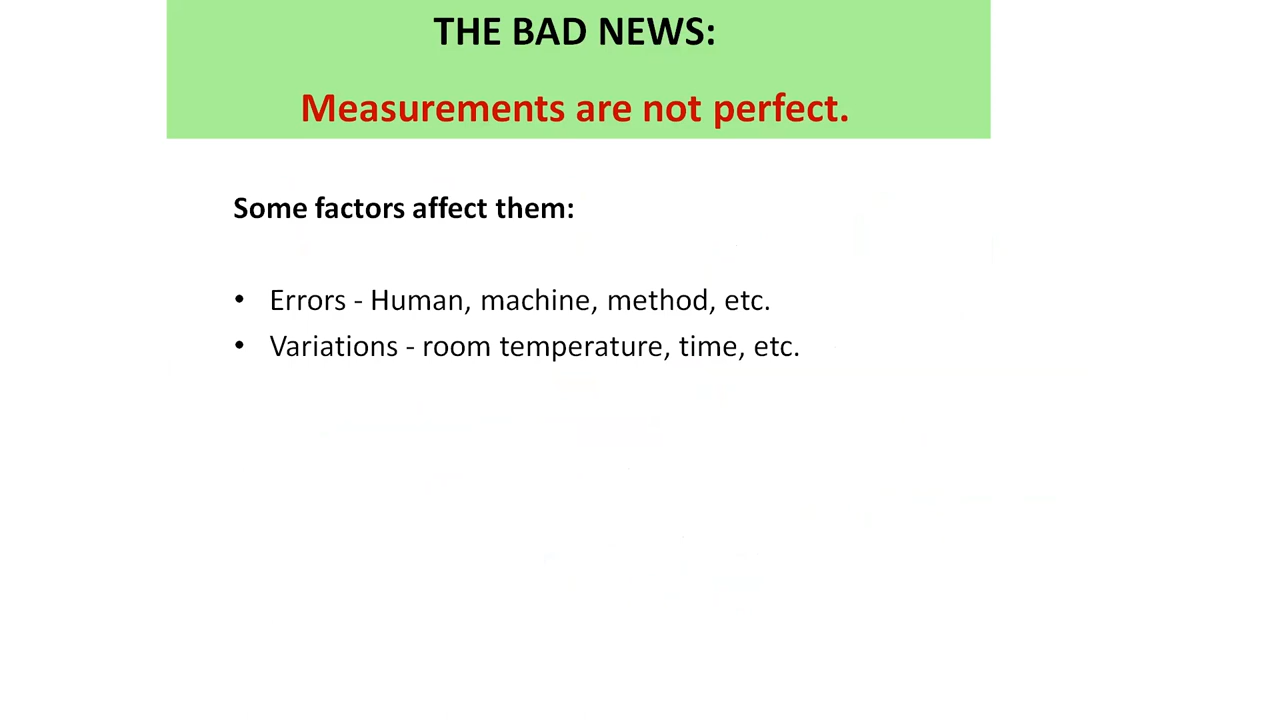 THE BAD NEWS:
Measurements are not perfect.
Some factors affect them:
• Errors - Human, machine, method, etc.
• Variations - room temperature, time, etc.